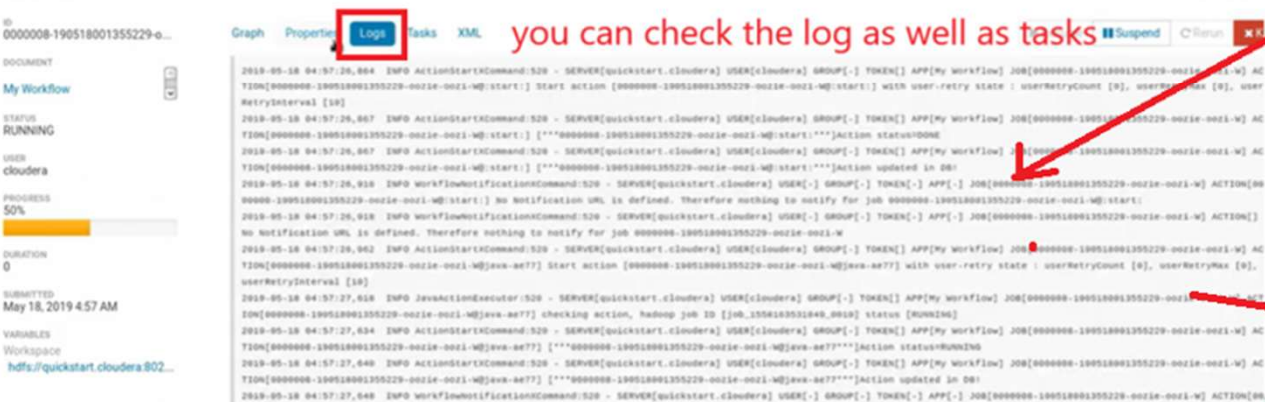 ID
0000008-190518001355229-o...
DOCUMENT
My Workflow
STATUS
RUNNING
USER
cloudera
PROGRESS
50%
DURATION
0
SUBMITTED
May 18, 2019 4:57 AM
VARIABLES
Workspace
hdfs://quickstart.cloudera:802...
Graph Properties Logs Tasks XML you can check the log as well as tasks Suspend Rerun
2019-05-18 04:57:26,864 INFO ActionStartXCommand:520 - SERVER[quickstart.cloudera] USER[cloudera] GROUP[-] TOKEN[] APP[My Workflow] JOB[0000008-190518001355229-oozie-oozi-W] AC
TION[0000008-190518001355229-oozie-oozi-W@:start:] Start action [0000008-190518001355229-oozie-oozi-W@:start:] with user-retry state : userRetryCount [0], userRetryMax [0], user
RetryInterval [10]
2019-05-18 04:57:26,867 INFO ActionStartXCommand:520 - SERVER[quickstart.cloudera] USER[cloudera] GROUP[-] TOKEN[] APP[My Workflow] JOB[0000008-190518001355229-oozie-oozi-W] AC
TION[0000008-190518001355229-oozie-oozi-W@:start:] [***0000008-190518001355229-oozie-oozi-W@:start:***]Action status=DONE
2019-05-18 04:57:26,867 INFO ActionStartXCommand:520 - SERVER[quickstart.cloudera] USER[cloudera] GROUP[-] TOKEN[] APP[My Workflow] JOB[0000008-190518001355229-oozie-oozi-W] AC
TION[0000008-190518001355229-oozie-oozi-W@:start:] [***0000008-190518001355229-oozie-oozi-W@:start:***]Action updated in DB!
2019-05-18 04:57:26,916 INFO WorkflowNotificationXCommand:520 - SERVER[quickstart.cloudera] USER[-] GROUP[-] TOKEN[] APP[-] JOB[0000008-190518001355229-oozie-oozi-W] ACTION[00
00008-190518001355229-oozie-oozi-W@:start:] No Notification URL is defined. Therefore nothing to notify for job 0000008-190518001355229-oozie-oozi-W@:start:
2019-05-18 04:57:26,918 INFO WorkflowNotificationXCommand:520 - SERVER[quickstart.cloudera] USER[-] GROUP[-] TOKEN[] APP[-] JOB[0000008-190518001355229-oozie-oozi-W] ACTION[]
No Notification URL is defined. Therefore nothing to notify for job 0000008-190518001355229-oozie-oozi-W
2019-05-18 04:57:26,962 INFO ActionStartXCommand:520 - SERVER[quickstart.cloudera] USER[cloudera] GROUP[-] TOKEN[] APP[My Workflow] JOB[0000008-190518001355229-oozie-oozi-W] AC
TION[0000008-190518001355229-oozie-oozi-W@java-ae77] Start action [0000008-190518001355229-oozie-oozi-W@java-ae77] with user-retry state : userRetryCount [0], userRetryMax [0],
userRetryInterval [10]
2019-05-18 04:57:27,618 INFO JavaActionExecutor:520 - SERVER[quickstart.cloudera] USER[cloudera] GROUP[-] TOKEN[] APP[My Workflow] JOB[0000008-190518001355229-oozie-oozi-W] ACT
ION[0000008-190518001355229-oozie-oozi-W@java-ae77] checking action, hadoop job ID [job_1558163531040_0010] status [RUNNING]
2019-05-18 04:57:27,634 INFO ActionStartXCommand:520 - SERVER[quickstart.cloudera] USER[cloudera] GROUP[-] TOKEN[] APP[My Workflow] JOB[0000008-190518001355229-oozie-oozi-W] AC
TION[0000008-190518001355229-oozie-oozi-W@java-ae77] [***0000008-190518001355229-oozie-oozi-W@java-ae77***]Action status=RUNNING
2019-05-18 04:57:27,640 INFO ActionStartXCommand:520 - SERVER[quickstart.cloudera] USER[cloudera] GROUP[-] TOKEN[] APP[My Workflow] JOB[0000008-190518001355229-oozie-oozi-W] AC
TION[0000008-190518001355229-oozie-oozi-W@java-ae77] [***0000008-190518001355229-oozie-oozi-W@java-ae77***]Action updated in DB!
2019-05-18 04:57:27,648 INFO WorkflowNotificationXCommand:520 - SERVER[quickstart.cloudera] USER[-] GROUP[-] TOKEN[] APP[-] JOB[0000008-190518001355229-oozie-oozi-W] ACTION[00